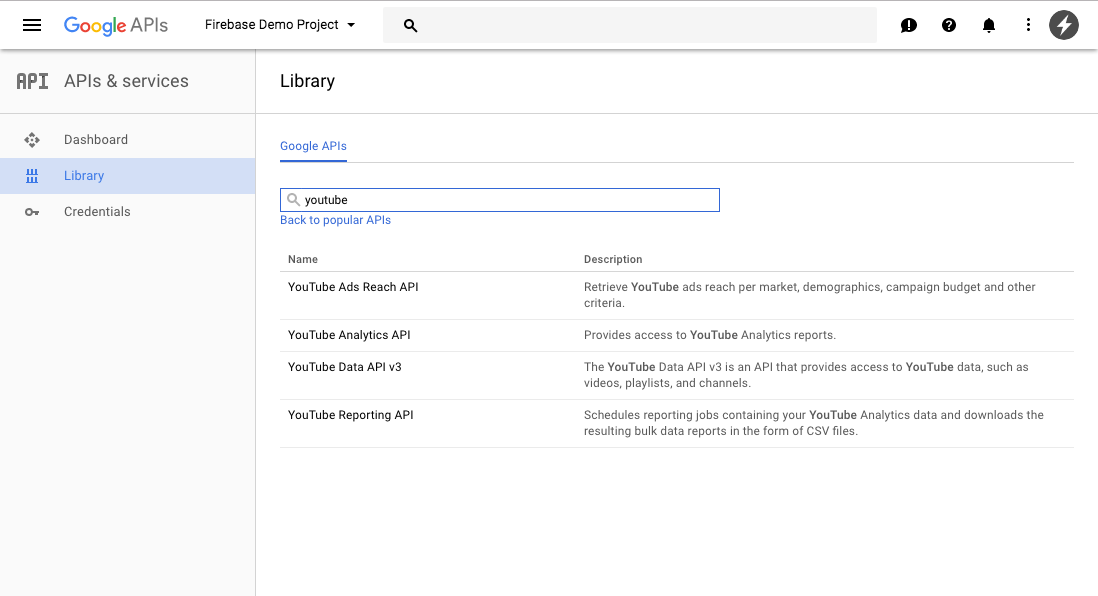 Google APIs
Firebase Demo Project
API APIs & services
Library
Dashboard
Library
Credentials
Google APIs
youtube
Back to popular APIs
Name Description
YouTube Ads Reach API Retrieve YouTube ads reach per market, demographics, campaign budget and other
criteria.
YouTube Analytics API Provides access to YouTube Analytics reports.
YouTube Data API v3 The YouTube Data API v3 is an API that provides access to YouTube data, such as
videos, playlists, and channels.
YouTube Reporting API Schedules reporting jobs containing your YouTube Analytics data and downloads the
resulting bulk data reports in the form of CSV files.